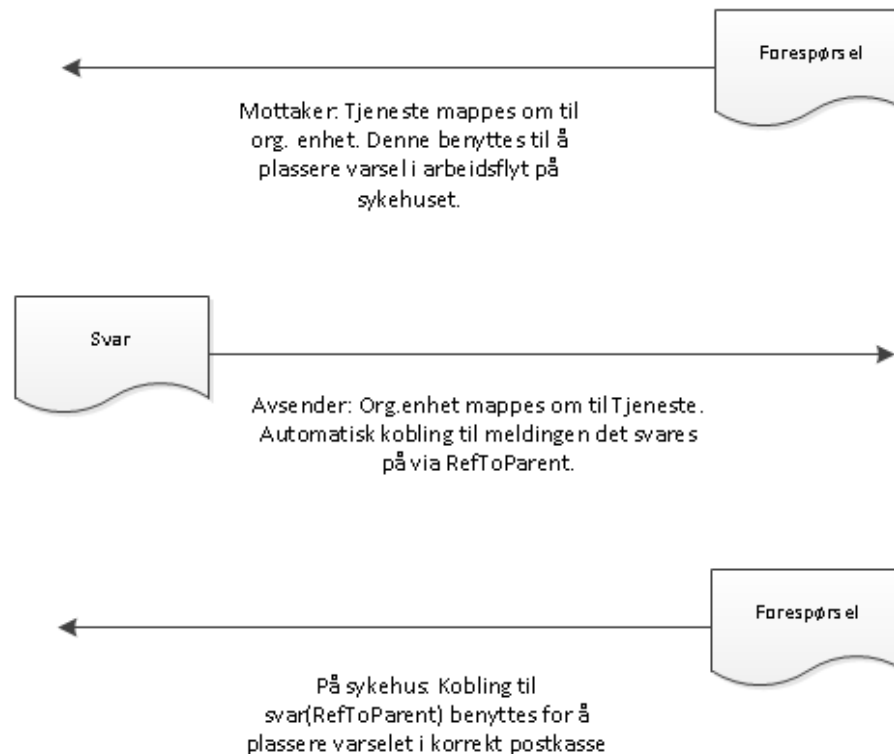 Forespørsel
Mottaker: Tjeneste mappes om til
org. enhet. Denne benyttes til å
plassere varsel i arbeidsflyt på
sykehuset.
Svar
Avsender: Org.enhet mappes om til Tjeneste.
Automatisk kobling til meldingen det svares
på via RefToParent.
Forespørsel
På sykehus: Kobling til
svar(RefToParent) benyttes for å
plassere varselet i korrekt postkasse